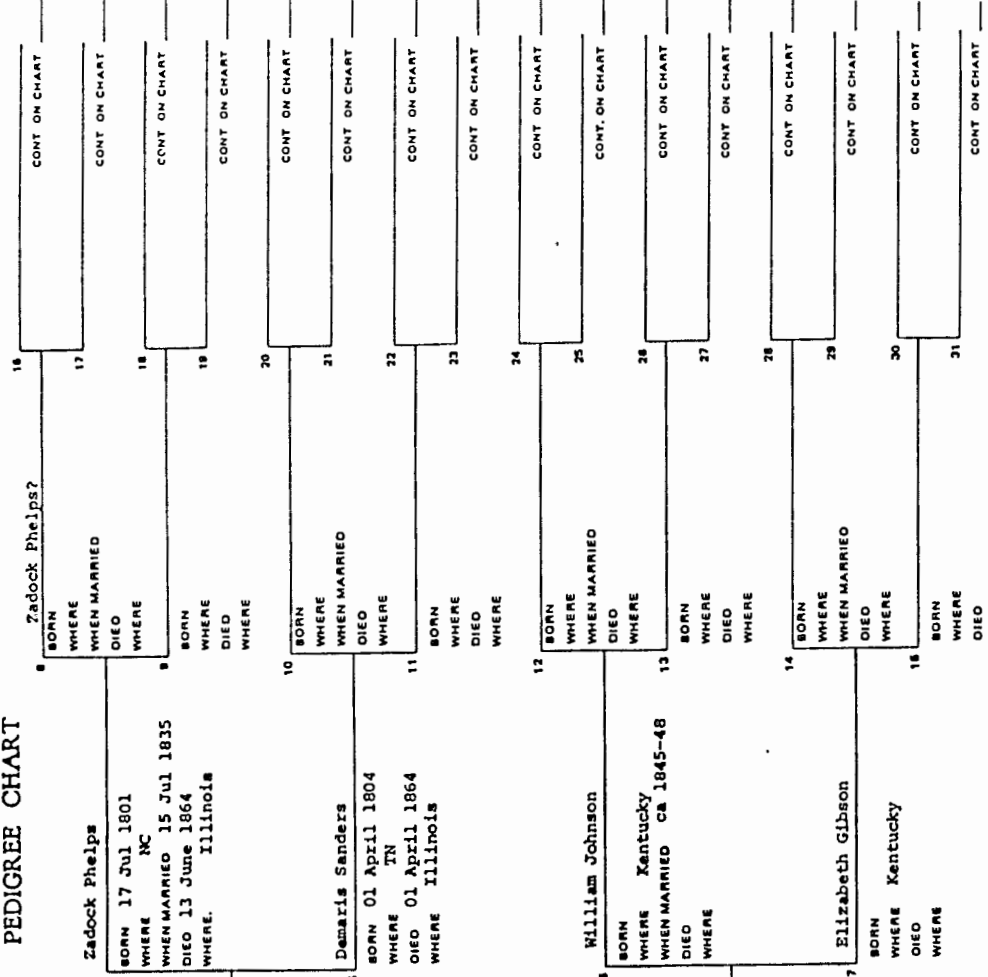 PEDIGREE CHART
Zadock Phelps
BORN 17 Jul 1801
WHERE NC
WHEN MARRIED 15 Jul 1835
DIED 13 June 1864
WHERE. Illinois
Damaris Sanders
BORN 01 April 1804
WHERE TN
DIED 01 April 1864
WHERE Illinois
William Johnson
BORN
WHERE Kentucky
WHEN MARRIED ca 1845-48
DIED
WHERE
Elizabeth Gibson
7
BORN
WHERE Kentucky
DIED
WHERE
Zadock Phelps?
8
BORN
WHERE
WHEN MARRIED
DIED
WHERE
9
BORN
WHERE
DIED
WHERE
10
BORN
WHERE
WHEN MARRIED
DIED
WHERE
11
BORN
WHERE
DIED
WHERE
12
BORN
WHERE
WHEN MARRIED
DIED
WHERE
13
BORN
WHERE
DIED
WHERE
14
BORN
WHERE
WHEN MARRIED
DIED
WHERE
15
BORN
WHERE
DIED
16
CONT ON CHART
17
CONT ON CHART
18
CONT ON CHART
19
CONT ON CHART
20
CONT ON CHART
21
CONT ON CHART
22
CONT ON CHART
23
CONT ON CHART
24
CONT ON CHART
25
CONT. ON CHART
26
CONT ON CHART
27
CONT ON CHART
28
CONT ON CHART
29
CONT ON CHART
30
CONT ON CHART
31
CONT ON CHART